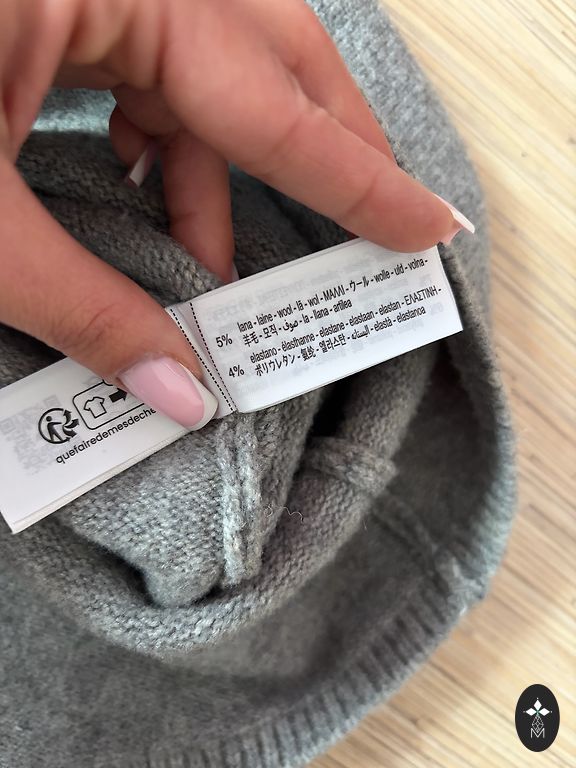 5% lana - laine - wool - lã - wol - ΜΑΛΛΙ - ウール - wolle - uld - volna -
羊毛 - 모직 - صوف - la - llana - artilea
4% elastano - élasthanne - elastane - elastaan - elastan - ΕΛΑΣΤΙΝΗ -
ポリウレタン - 氨纶 - 엘라스탄 - الیستان - elastà - elastanoa
quefairedemesdeche
M